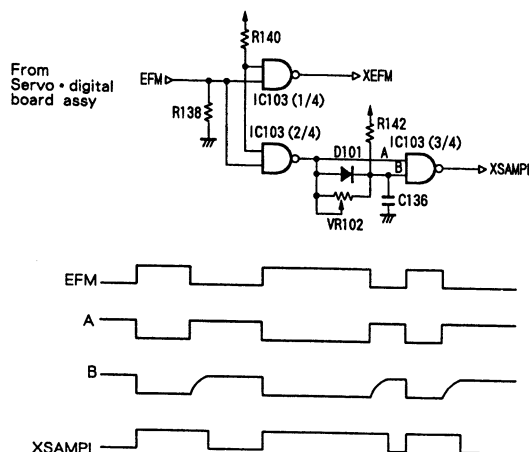 R140
EFM
XEFM
From
Servo • digital
board assy
R138
IC103 (1/4)
IC103 (2/4)
R142
D101
A
IC103 (3/4)
B
XSAMPL
C136
VR102
EFM
A
B
XSAMPL